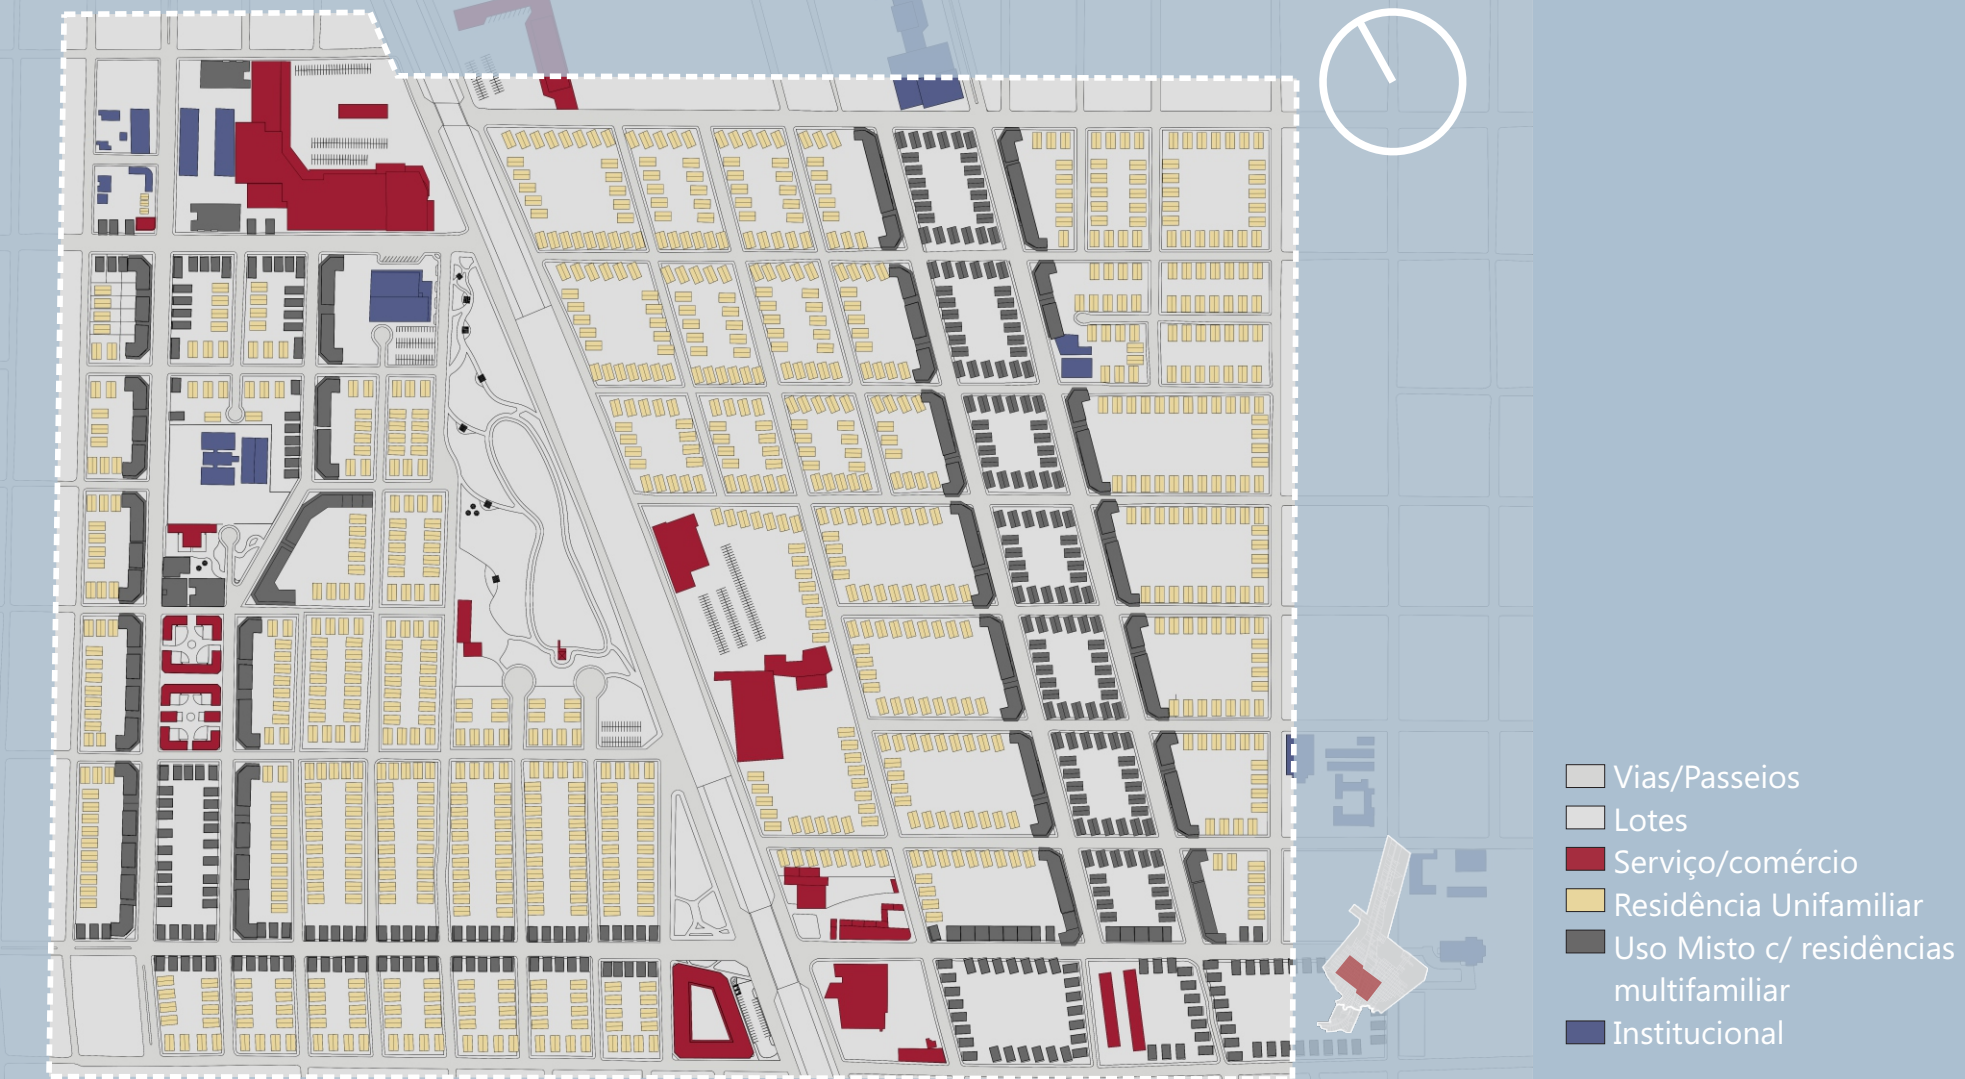 Vias/Passeios
Lotes
Serviço/comércio
Residência Unifamiliar
Uso Misto c/ residências
multifamiliar
Institucional